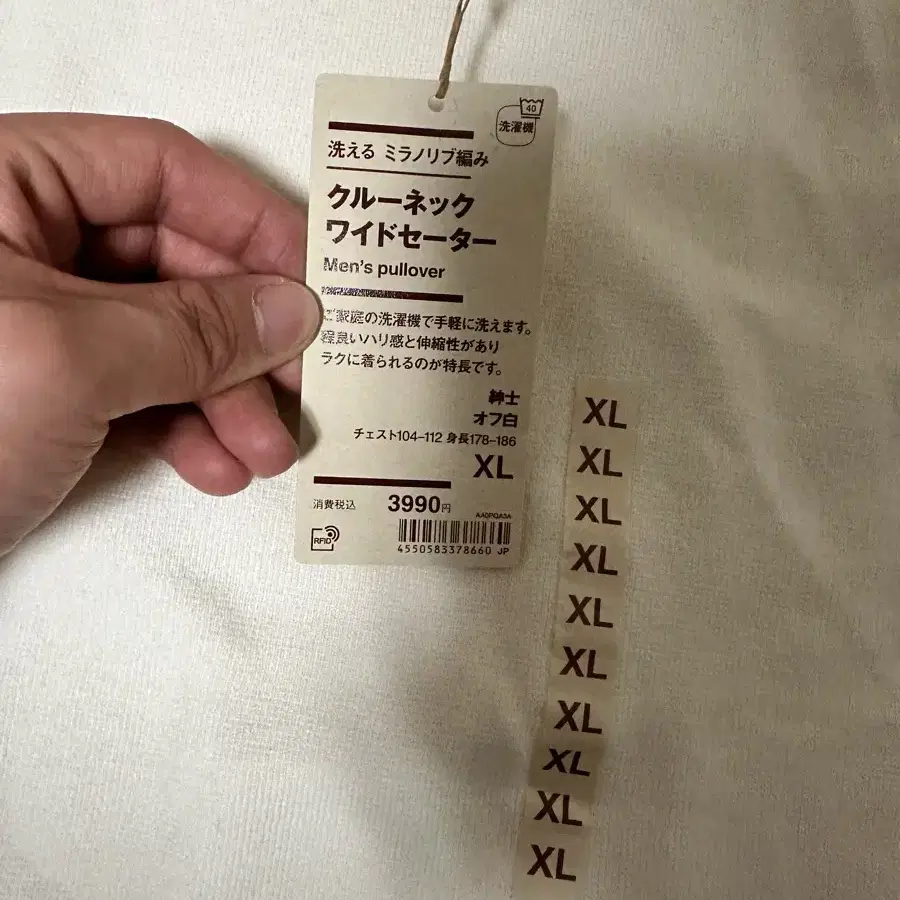 40
洗濯機
洗える ミラノリブ編み
クルーネック
ワイドセーター
Men's pullover
ご家庭の洗濯機で手軽に洗えます。
程良いハリ感と伸縮性があり
ラクに着られるのが特長です。
紳士
オフ白
チェスト104-112 身長178-186
XL
消費税込 3990円
AA0PQA3A
RFID
4550583378660 JP
XL
XL
XL
XL
XL
XL
XL
XL
XL
XL